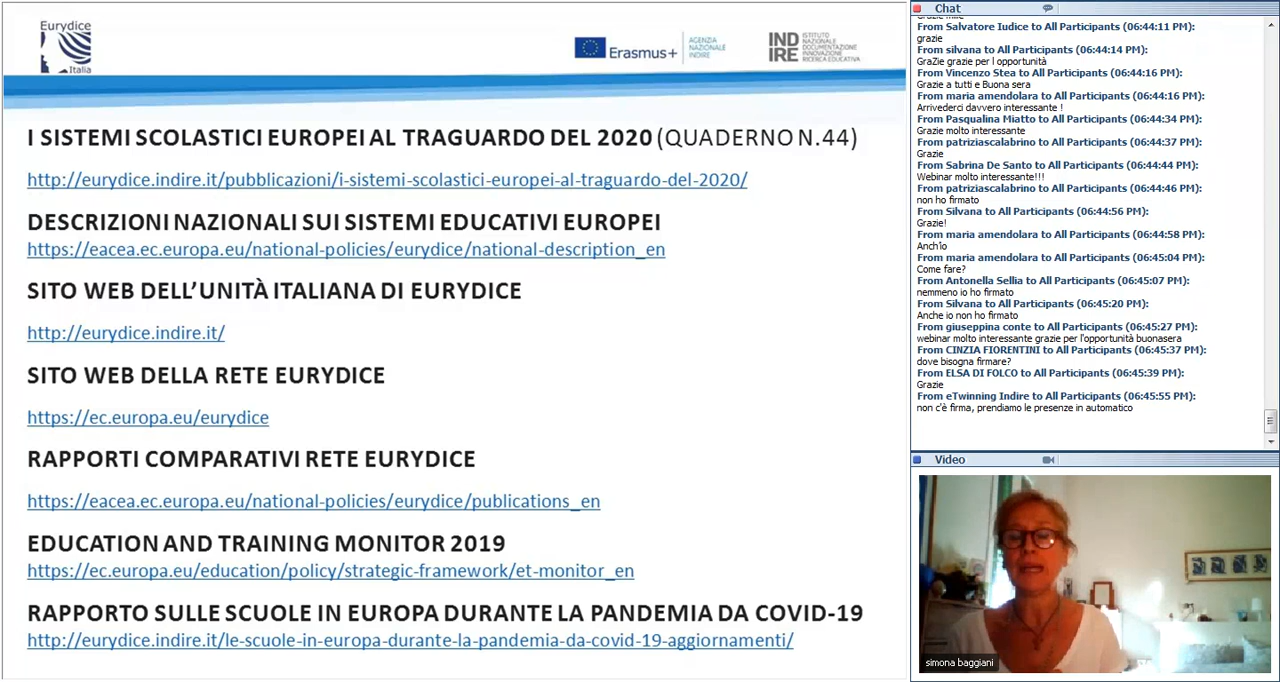 Eurydice
Italia
Erasmus+
AGENZIA
NAZIONALE
INDIRE
IND
IRE
ISTITUTO
NAZIONALE
DOCUMENTAZIONE
INNOVAZIONE
RICERCA EDUCATIVA
I SISTEMI SCOLASTICI EUROPEI AL TRAGUARDO DEL 2020 (QUADERNO N.44)
http://eurydice.indire.it/pubblicazioni/i-sistemi-scolastici-europei-al-traguardo-del-2020/
DESCRIZIONI NAZIONALI SUI SISTEMI EDUCATIVI EUROPEI
https://eacea.ec.europa.eu/national-policies/eurydice/national-description_en
SITO WEB DELL’UNITÀ ITALIANA DI EURYDICE
http://eurydice.indire.it/
SITO WEB DELLA RETE EURYDICE
https://ec.europa.eu/eurydice
RAPPORTI COMPARATIVI RETE EURYDICE
https://eacea.ec.europa.eu/national-policies/eurydice/publications_en
EDUCATION AND TRAINING MONITOR 2019
https://ec.europa.eu/education/policy/strategic-framework/et-monitor_en
RAPPORTO SULLE SCUOLE IN EUROPA DURANTE LA PANDEMIA DA COVID-19
http://eurydice.indire.it/le-scuole-in-europa-durante-la-pandemia-da-covid-19-aggiornamenti/
Chat
From Salvatore Iudice to All Participants (06:44:11 PM):
grazie
From silvana to All Participants (06:44:14 PM):
GraZie grazie per l opportunità
From Vincenzo Stea to All Participants (06:44:16 PM):
Grazie a tutti e Buona sera
From maria amendolara to All Participants (06:44:16 PM):
Arrivederci davvero interessante !
From Pasqualina Miatto to All Participants (06:44:34 PM):
Grazie molto interessante
From patriziascalabrino to All Participants (06:44:37 PM):
Grazie
From Sabrina De Santo to All Participants (06:44:44 PM):
Webinar molto interessante!!!
From patriziascalabrino to All Participants (06:44:46 PM):
non ho firmato
From Silvana to All Participants (06:44:56 PM):
Grazie!
From maria amendolara to All Participants (06:44:58 PM):
Anch'io
From maria amendolara to All Participants (06:45:04 PM):
Come fare?
From Antonella Sellia to All Participants (06:45:07 PM):
nemmeno io ho firmato
From Silvana to All Participants (06:45:20 PM):
Anche io non ho firmato
From giuseppina conte to All Participants (06:45:27 PM):
webinar molto interessante grazie per l'opportunità buonasera
From CINZIA FIORENTINI to All Participants (06:45:37 PM):
dove bisogna firmare?
From ELSA DI FOLCO to All Participants (06:45:39 PM):
Grazie
From eTwinning Indire to All Participants (06:45:55 PM):
non c'è firma, prendiamo le presenze in automatico
Video
simona baggiani